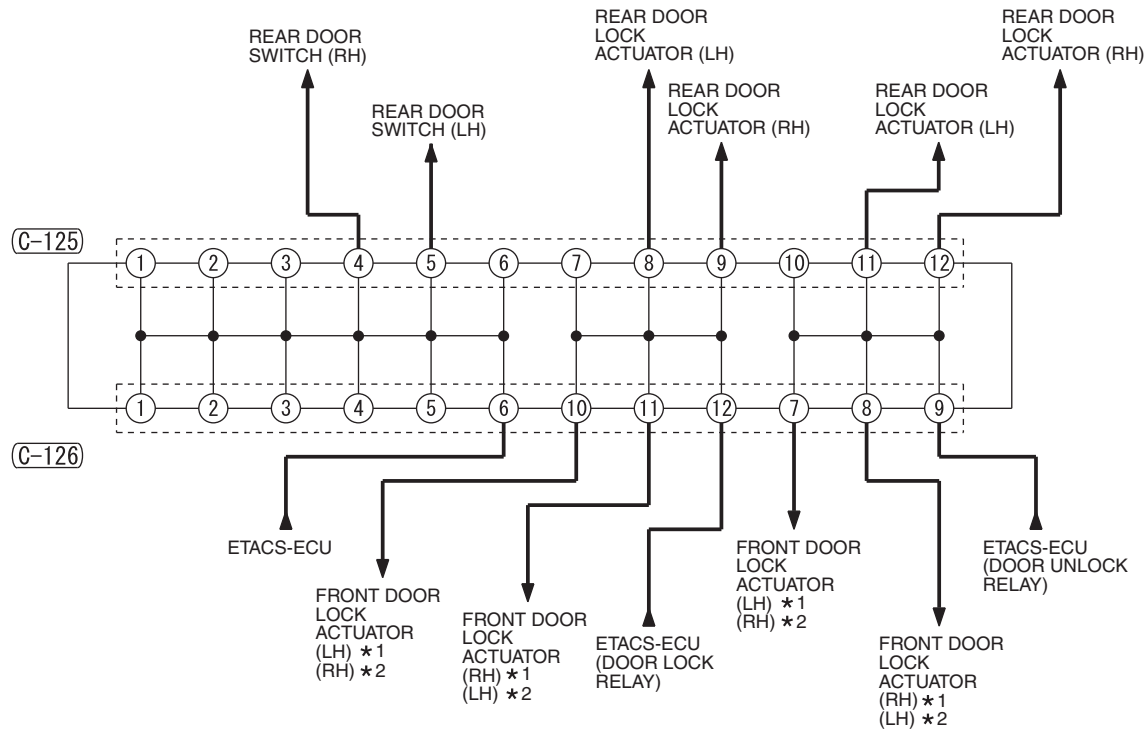 REAR DOOR
SWITCH (RH)
REAR DOOR
SWITCH (LH)
REAR DOOR
LOCK
ACTUATOR (LH)
REAR DOOR
LOCK
ACTUATOR (RH)
REAR DOOR
LOCK
ACTUATOR (LH)
REAR DOOR
LOCK
ACTUATOR (RH)
(C-125)
1 2 3 4 5 6 7 8 9 10 11 12
1 2 3 4 5 6 10 11 12 7 8 9
(C-126)
ETACS-ECU
FRONT DOOR
LOCK
ACTUATOR
(LH) *1
(RH) *2
FRONT DOOR
LOCK
ACTUATOR
(RH) *1
(LH) *2
ETACS-ECU
(DOOR LOCK
RELAY)
FRONT DOOR
LOCK
ACTUATOR
(LH) *1
(RH) *2
FRONT DOOR
LOCK
ACTUATOR
(RH) *1
(LH) *2
ETACS-ECU
(DOOR UNLOCK
RELAY)